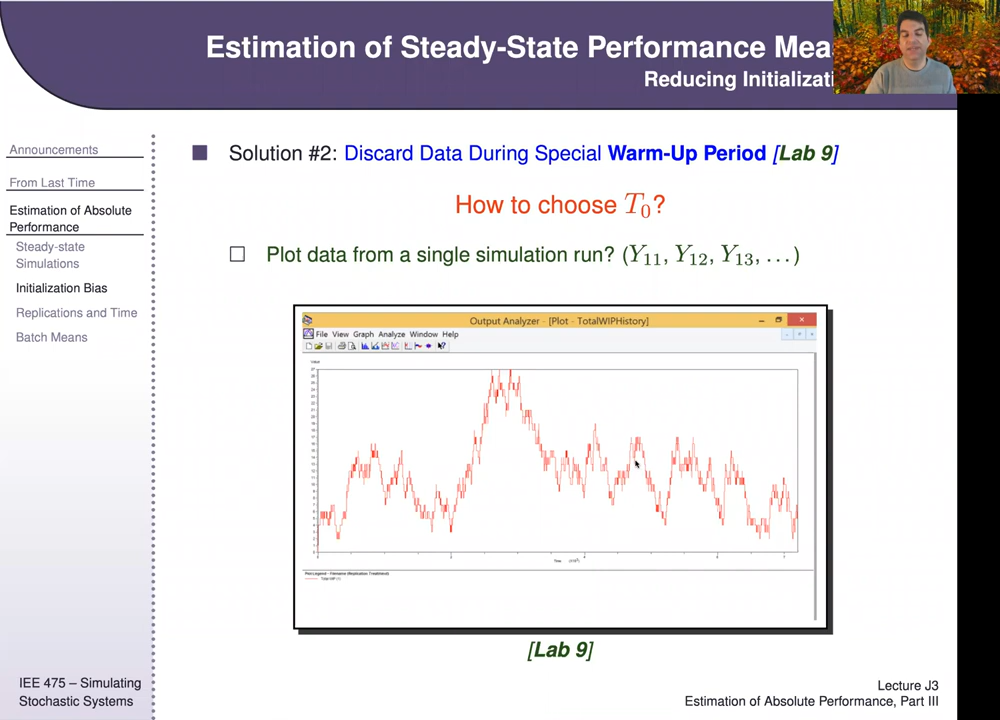 Estimation of Steady-State Performance Mea
Reducing Initializati
Announcements
From Last Time
Estimation of Absolute
Performance
Steady-state
Simulations
Initialization Bias
Replications and Time
Batch Means
Solution #2: Discard Data During Special Warm-Up Period [Lab 9]
How to choose T₀?
Plot data from a single simulation run? (Y₁₁, Y₁₂, Y₁₃, ...)
Output Analyzer - [Plot - TotalWIPHistory]
File View Graph Analyze Window Help
Time
[Lab 9]
IEE 475 – Simulating
Stochastic Systems
Lecture J3
Estimation of Absolute Performance, Part III